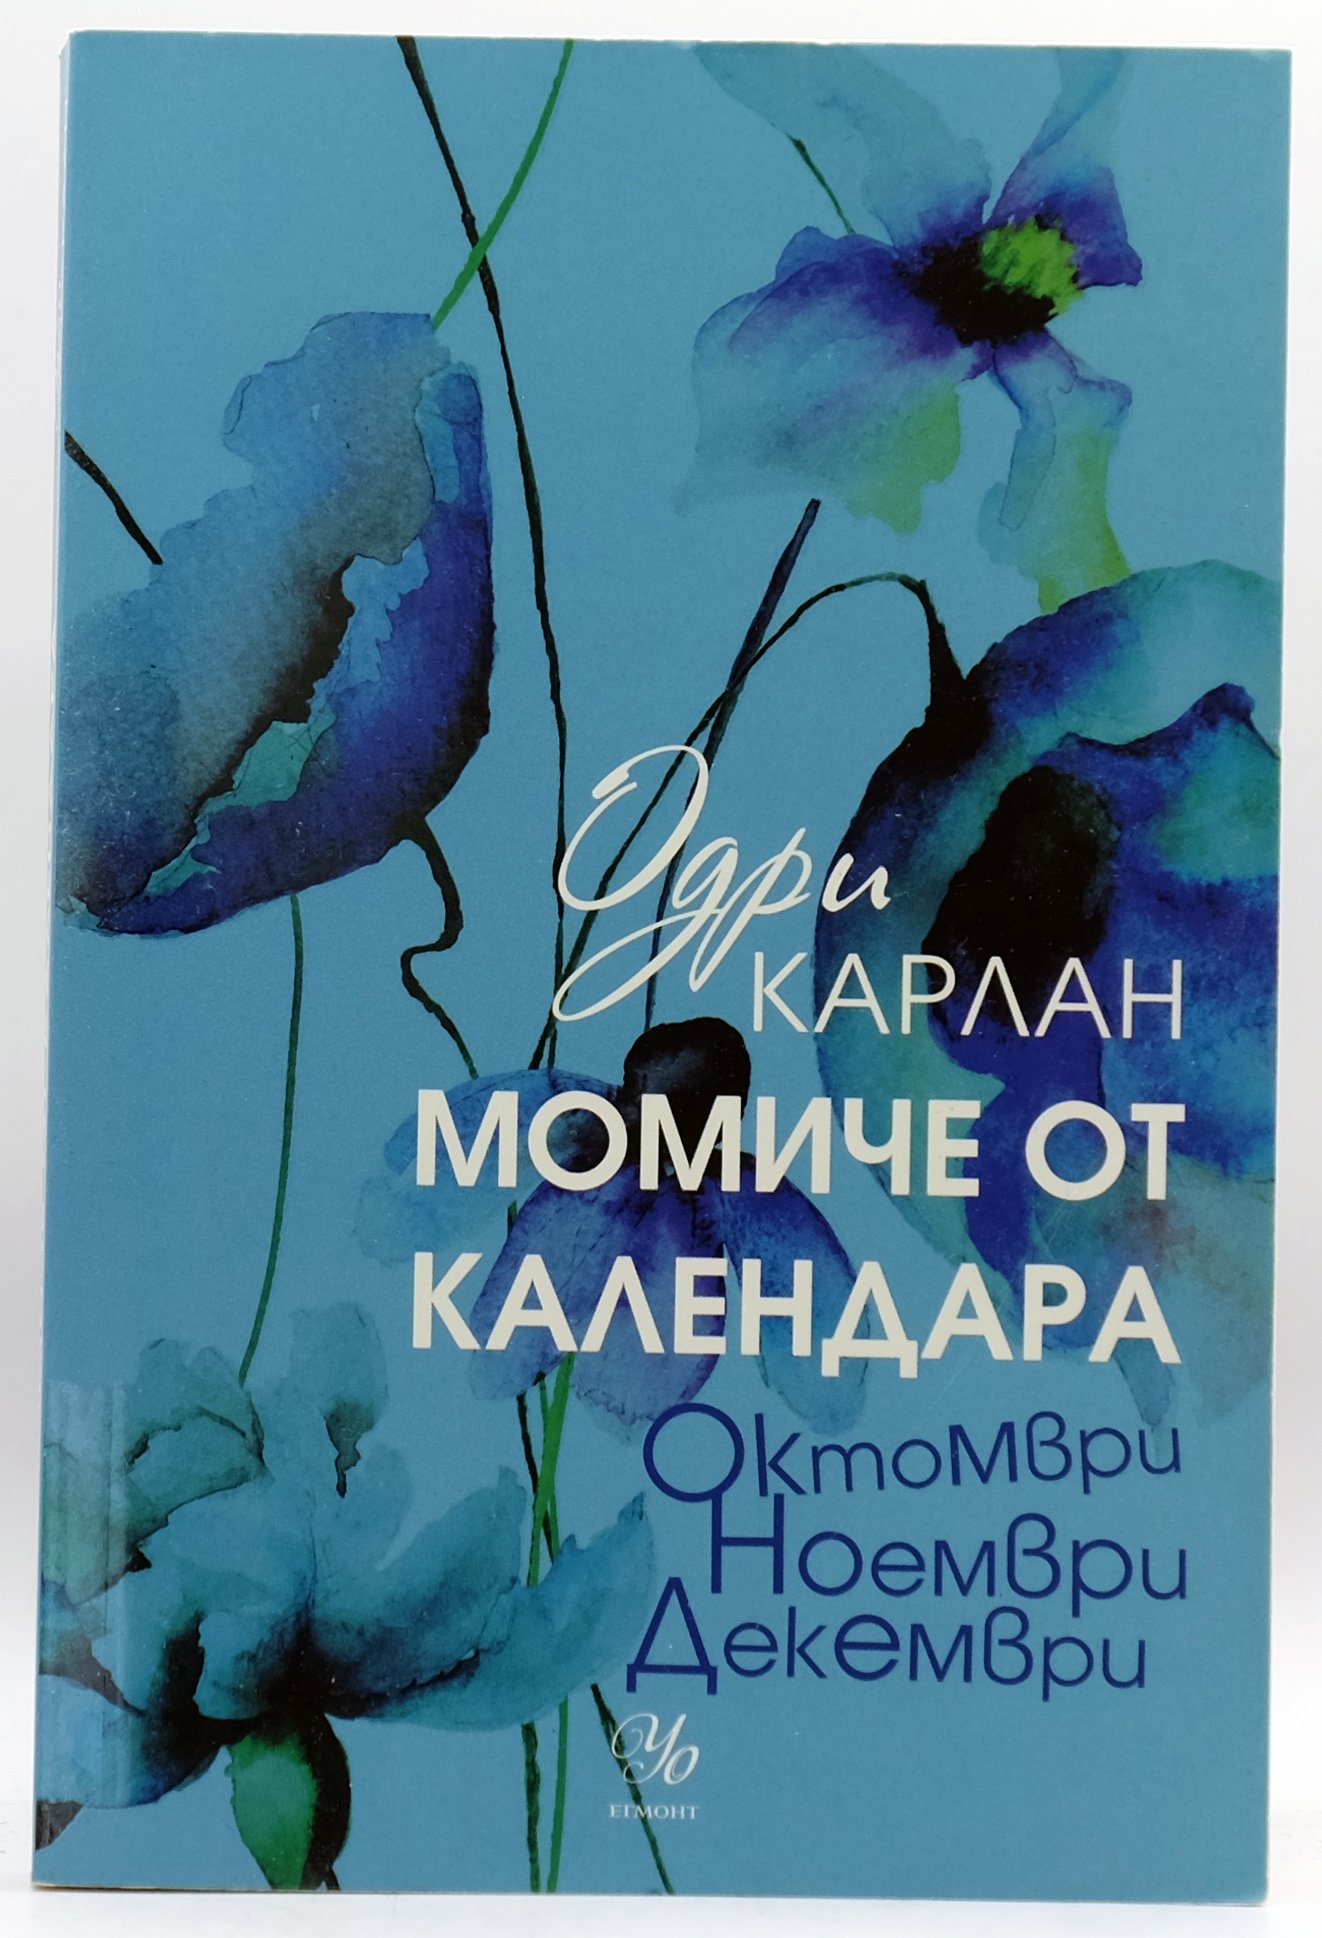 Одри
КАРЛАН
МОМИЧЕ ОТ
КАЛЕНДАРА
Октомври
Ноември
Декември
УО
ЕГМОНТ